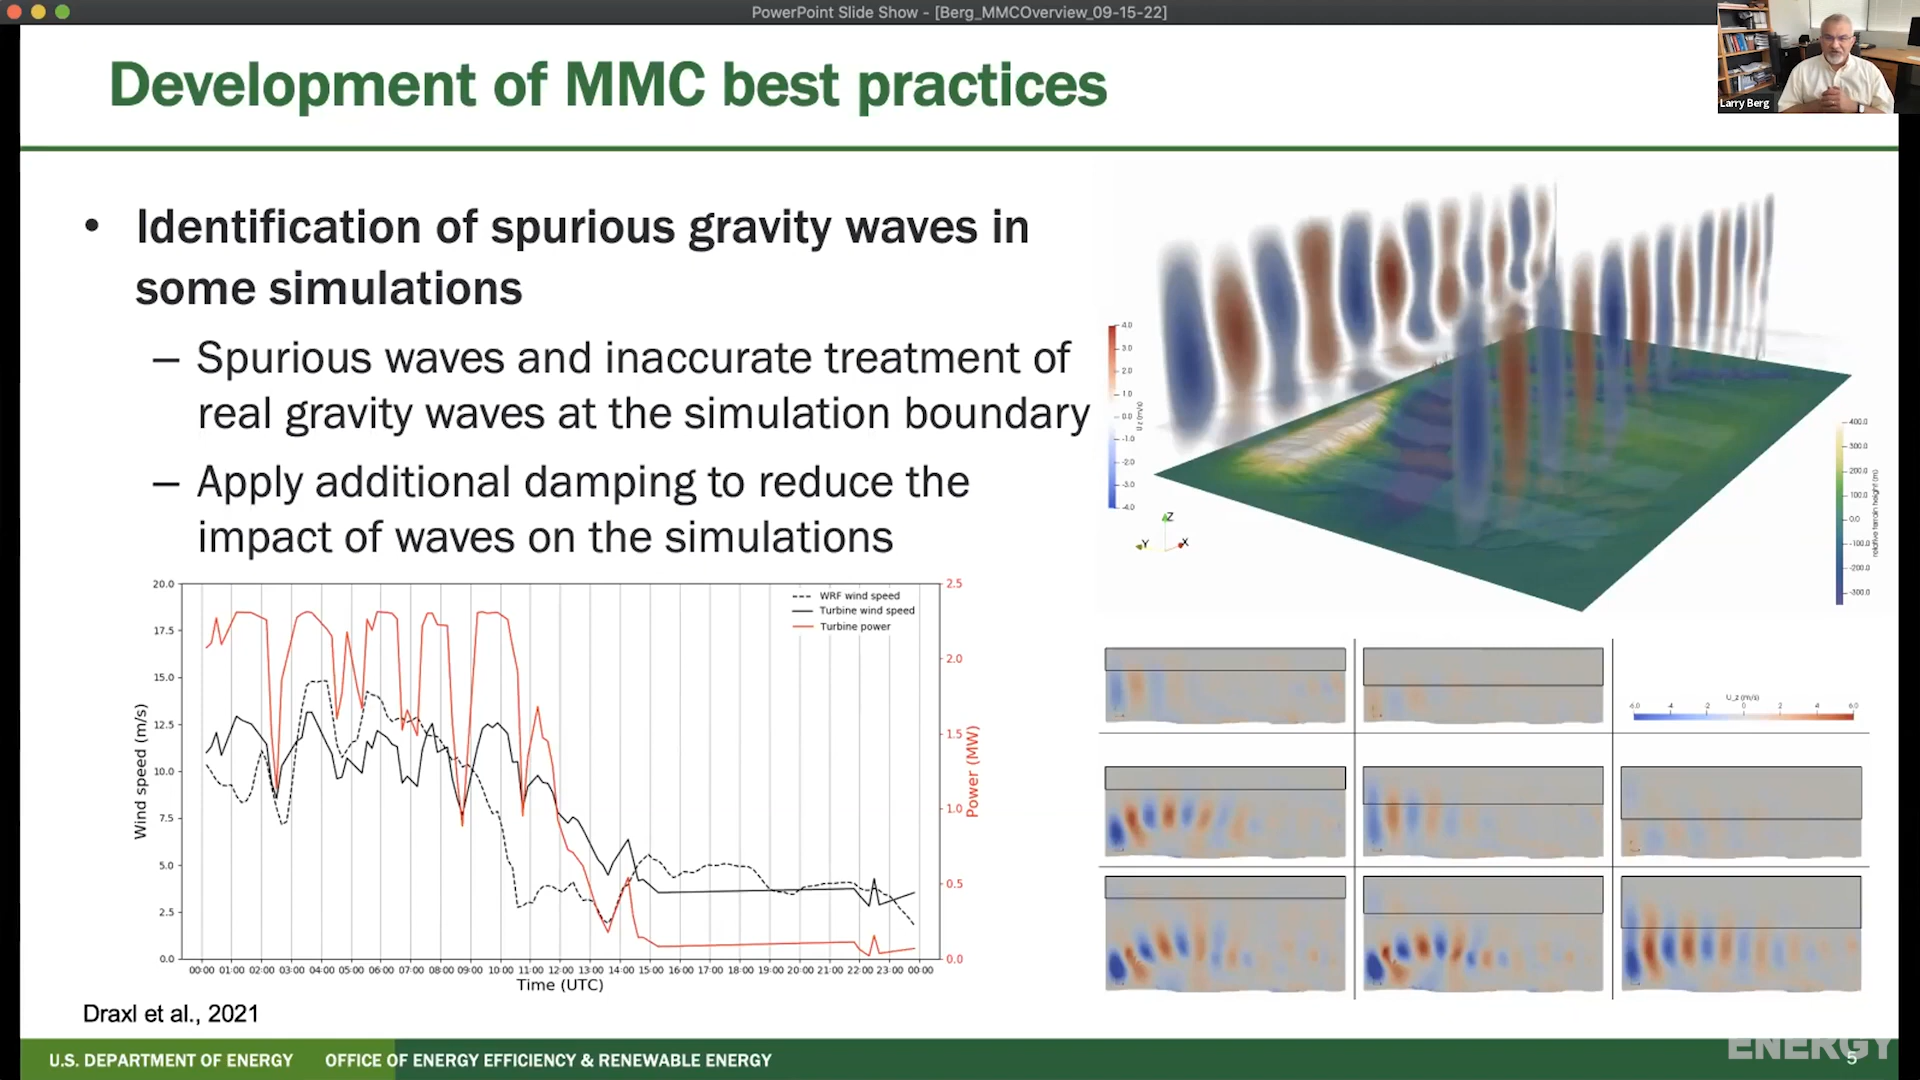 PowerPoint Slide Show - [Berg_MMCOverview_09-15-22]
Larry Berg
Development of MMC best practices
• Identification of spurious gravity waves in
some simulations
– Spurious waves and inaccurate treatment of
real gravity waves at the simulation boundary
– Apply additional damping to reduce the
impact of waves on the simulations
4.0
3.0
2.0
1.0
0.0
-1.0
-2.0
-3.0
-4.0
U z (m/s)
Z
Y
X
400.0
300.0
200.0
100.0
0.0
-100.0
-200.0
-300.0
relative terrain height (m)
20.0
17.5
15.0
12.5
10.0
7.5
5.0
2.5
0.0
Wind speed (m/s)
WRF wind speed
Turbine wind speed
Turbine power
2.5
2.0
1.5
1.0
0.5
0.0
Power (MW)
00:00 01:00 02:00 03:00 04:00 05:00 06:00 07:00 08:00 09:00 10:00 11:00 12:00 13:00 14:00 15:00 16:00 17:00 18:00 19:00 20:00 21:00 22:00 23:00 00:00
Time (UTC)
U_z (m/s)
-6.0 -4 -2 0 2 4 6.0
Draxl et al., 2021
U.S. DEPARTMENT OF ENERGY OFFICE OF ENERGY EFFICIENCY & RENEWABLE ENERGY
ENERGY
5